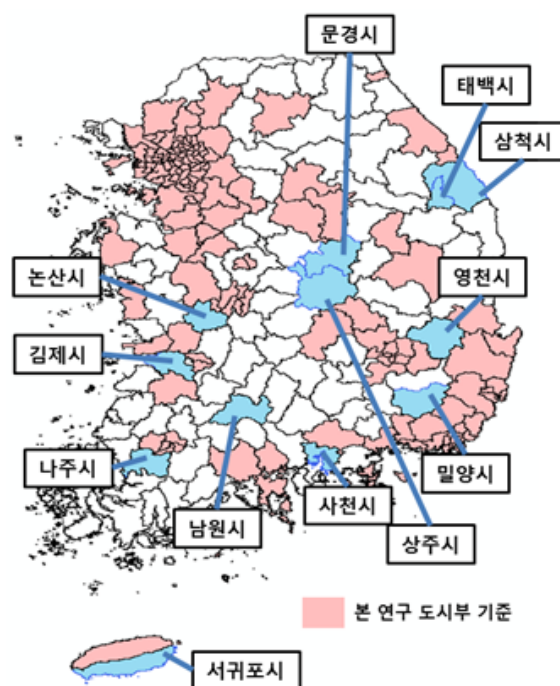 문경시
태백시
삼척시
논산시
영천시
김제시
나주시
밀양시
사천시
남원시
상주시
본 연구 도시부 기준
서귀포시